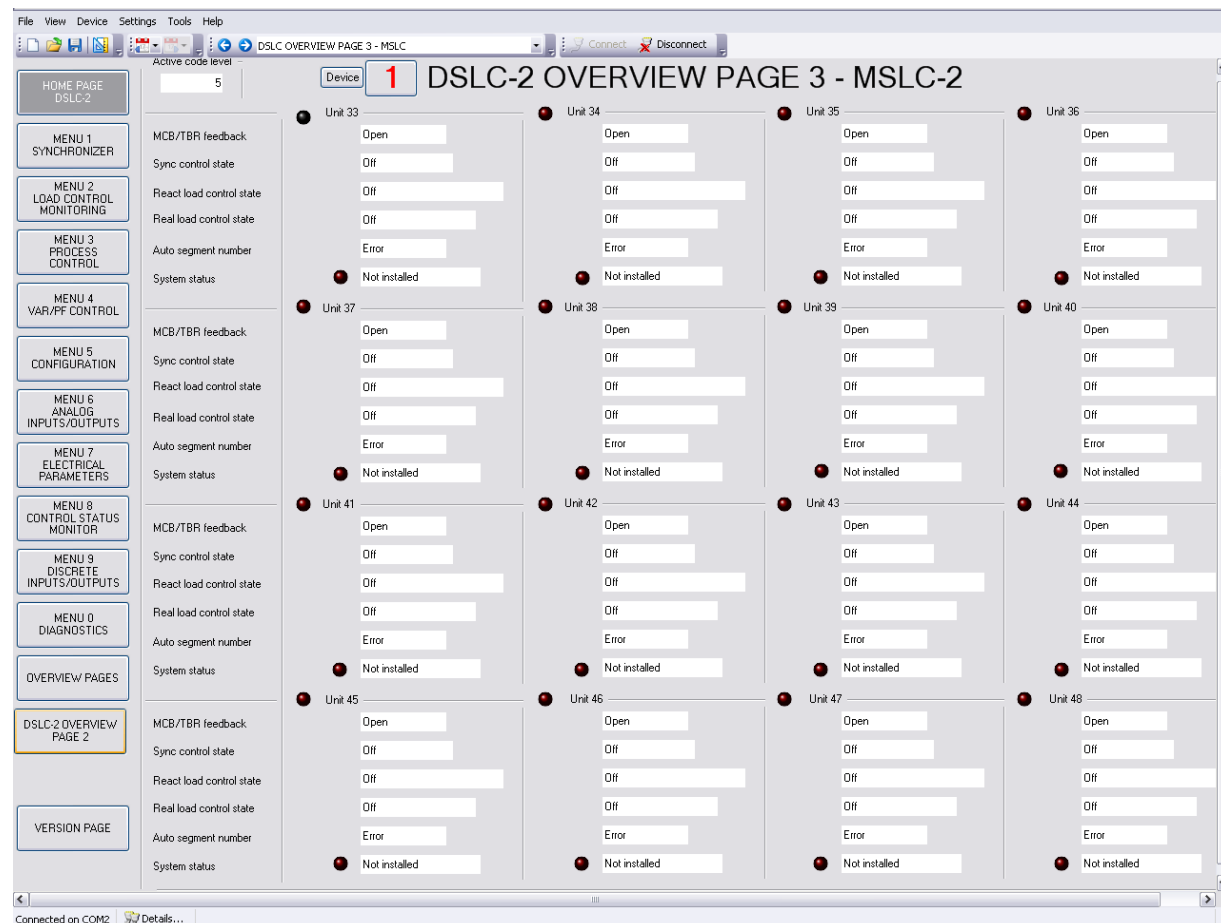 File View Device Settings Tools Help
DSLC OVERVIEW PAGE 3 - MSLC Connect Disconnect
Active code level
5
Device 1 DSLC-2 OVERVIEW PAGE 3 - MSLC-2
HOME PAGE
DSLC-2
MENU 1
SYNCHRONIZER
MENU 2
LOAD CONTROL
MONITORING
MENU 3
PROCESS
CONTROL
MENU 4
VAR/PF CONTROL
MENU 5
CONFIGURATION
MENU 6
ANALOG
INPUTS/OUTPUTS
MENU 7
ELECTRICAL
PARAMETERS
MENU 8
CONTROL STATUS
MONITOR
MENU 9
DISCRETE
INPUTS/OUTPUTS
MENU 0
DIAGNOSTICS
OVERVIEW PAGES
DSLC-2 OVERVIEW
PAGE 2
VERSION PAGE
Unit 33 Unit 34 Unit 35 Unit 36
MCB/TBR feedback Open Open Open Open
Sync control state Off Off Off Off
React load control state Off Off Off Off
Real load control state Off Off Off Off
Auto segment number Error Error Error Error
System status Not installed Not installed Not installed Not installed
Unit 37 Unit 38 Unit 39 Unit 40
MCB/TBR feedback Open Open Open Open
Sync control state Off Off Off Off
React load control state Off Off Off Off
Real load control state Off Off Off Off
Auto segment number Error Error Error Error
System status Not installed Not installed Not installed Not installed
Unit 41 Unit 42 Unit 43 Unit 44
MCB/TBR feedback Open Open Open Open
Sync control state Off Off Off Off
React load control state Off Off Off Off
Real load control state Off Off Off Off
Auto segment number Error Error Error Error
System status Not installed Not installed Not installed Not installed
Unit 45 Unit 46 Unit 47 Unit 48
MCB/TBR feedback Open Open Open Open
Sync control state Off Off Off Off
React load control state Off Off Off Off
Real load control state Off Off Off Off
Auto segment number Error Error Error Error
System status Not installed Not installed Not installed Not installed
Connected on COM2 Details...